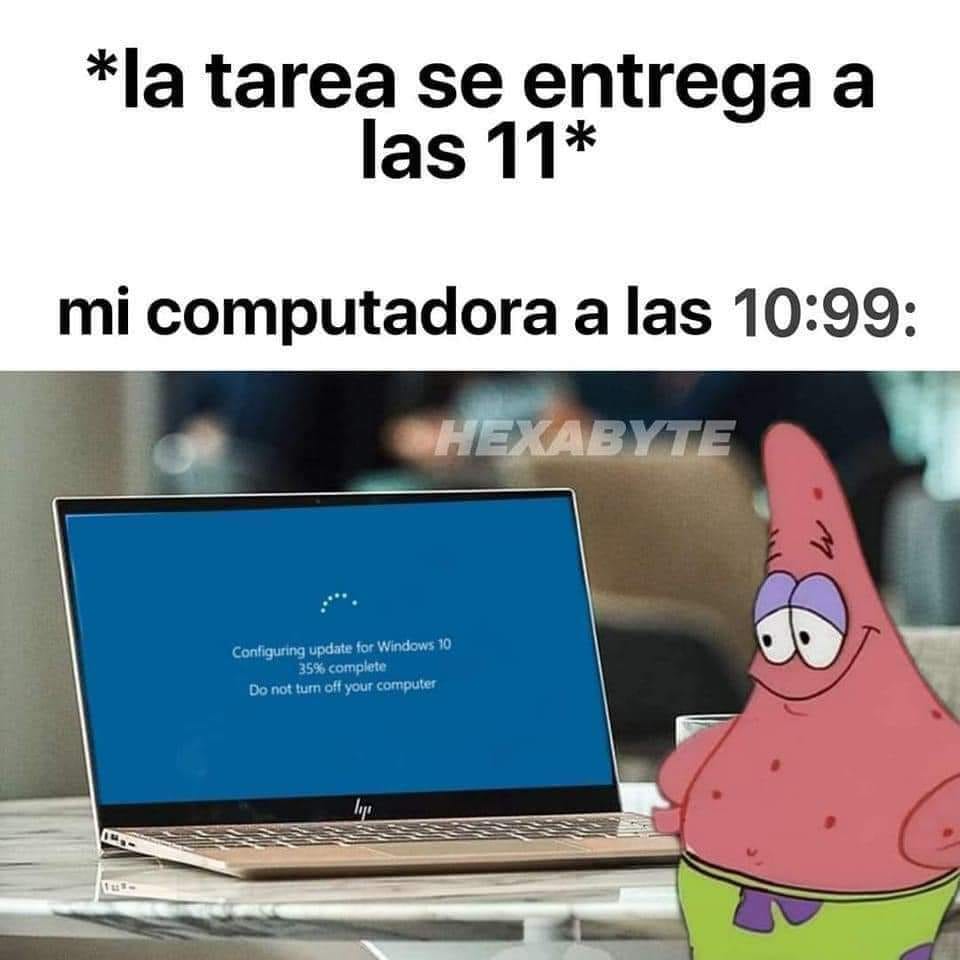 *la tarea se entrega a
las 11*
mi computadora a las 10:99:
HEXABYTE
Configuring update for Windows 10
35% complete
Do not turn off your computer
hp